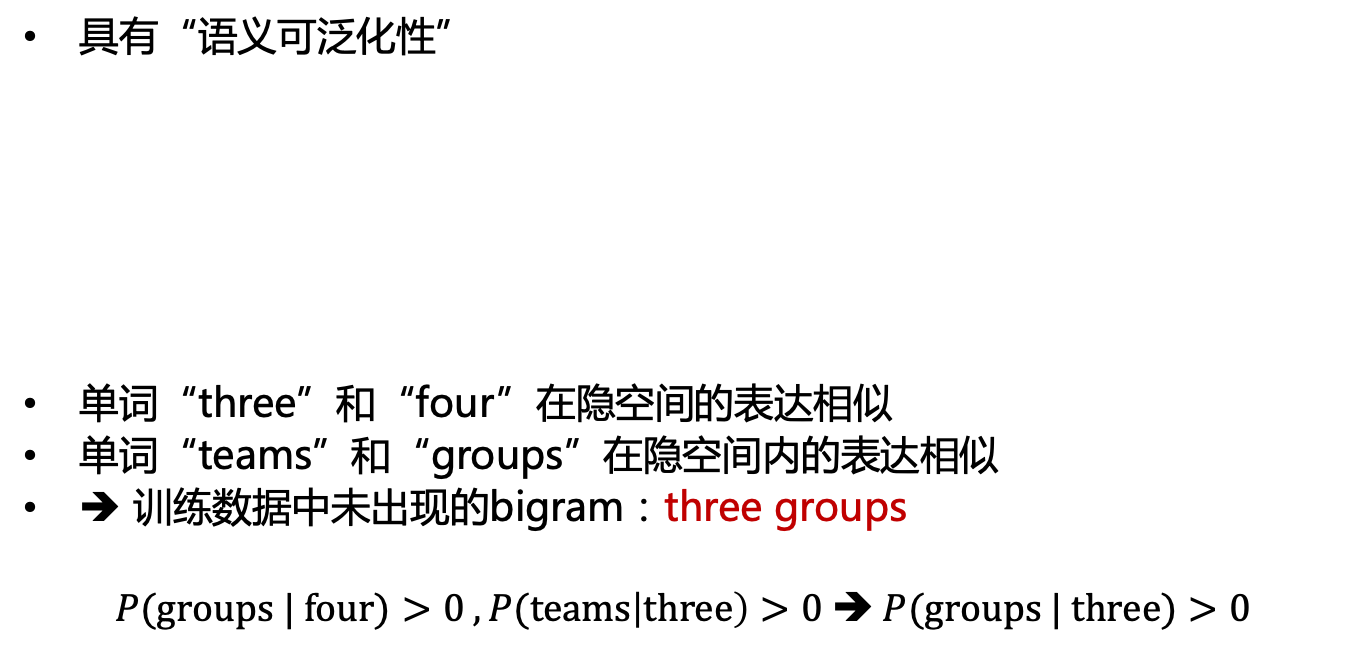 • 具有“语义可泛化性”
• 单词“three”和“four”在隐空间的表达相似
• 单词“teams”和“groups”在隐空间内的表达相似
• ➔ 训练数据中未出现的bigram：three groups
P(groups | four) > 0 , P(teams|three) > 0 ➔ P(groups | three) > 0